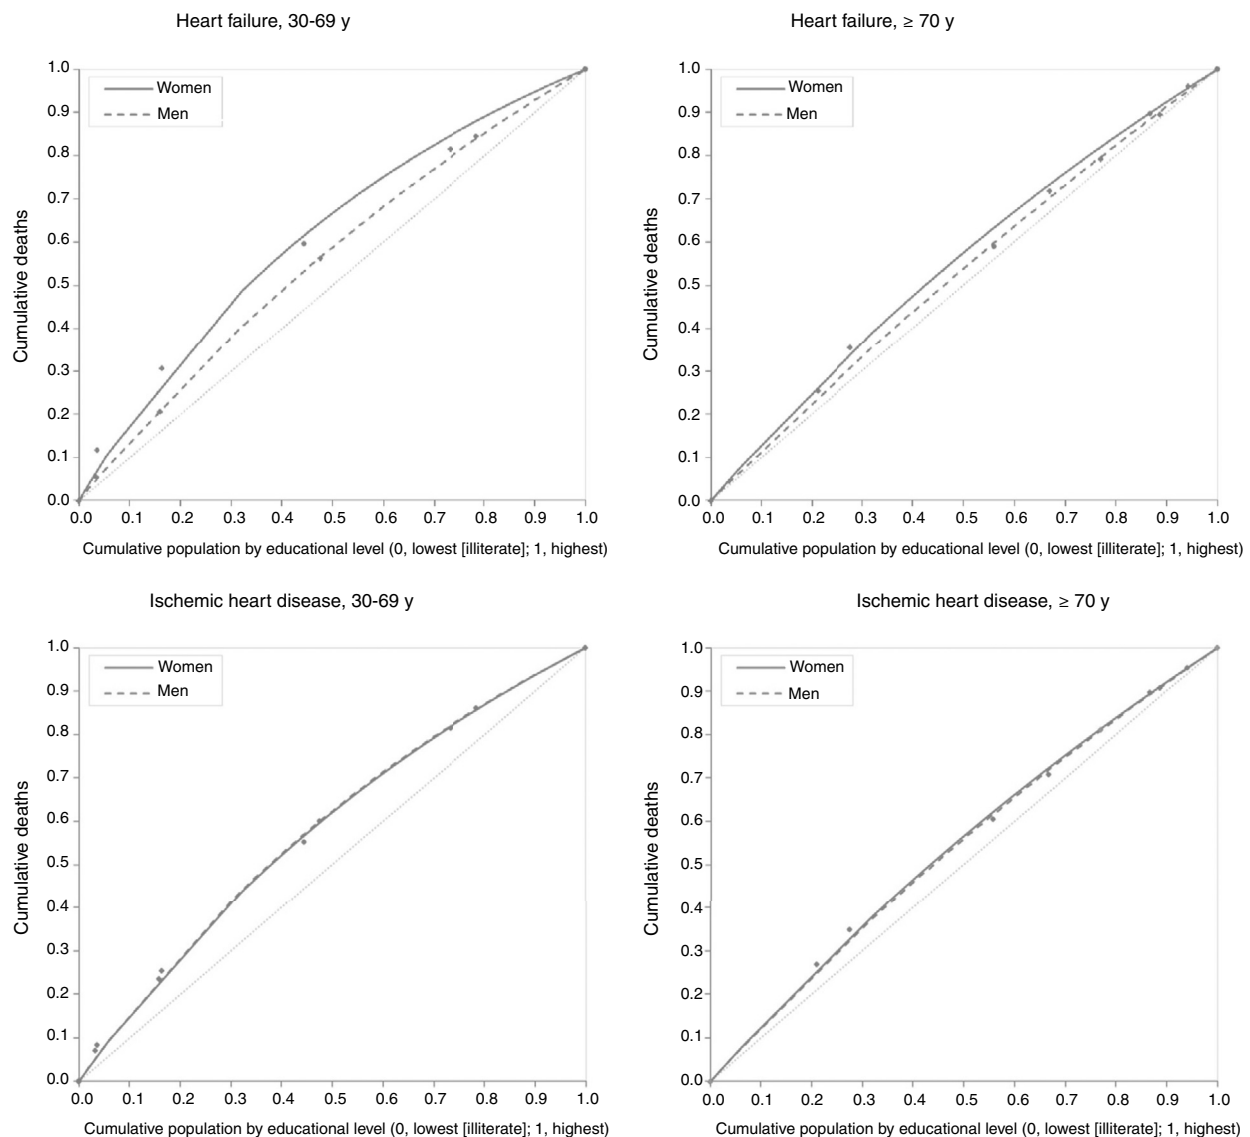 Heart failure, 30-69 y
1.0
0.9
0.8
0.7
0.6
0.5
0.4
0.3
0.2
0.1
0.0
Cumulative deaths
Women
Men
0.0 0.1 0.2 0.3 0.4 0.5 0.6 0.7 0.8 0.9 1.0
Cumulative population by educational level (0, lowest [illiterate]; 1, highest)
Heart failure, ≥ 70 y
1.0
0.9
0.8
0.7
0.6
0.5
0.4
0.3
0.2
0.1
0.0
Cumulative deaths
Women
Men
0.0 0.1 0.2 0.3 0.4 0.5 0.6 0.7 0.8 0.9 1.0
Cumulative population by educational level (0, lowest [illiterate]; 1, highest)
Ischemic heart disease, 30-69 y
1.0
0.9
0.8
0.7
0.6
0.5
0.4
0.3
0.2
0.1
0.0
Cumulative deaths
Women
Men
0.0 0.1 0.2 0.3 0.4 0.5 0.6 0.7 0.8 0.9 1.0
Cumulative population by educational level (0, lowest [illiterate]; 1, highest)
Ischemic heart disease, ≥ 70 y
1.0
0.9
0.8
0.7
0.6
0.5
0.4
0.3
0.2
0.1
0.0
Cumulative deaths
Women
Men
0.0 0.1 0.2 0.3 0.4 0.5 0.6 0.7 0.8 0.9 1.0
Cumulative population by educational level (0, lowest [illiterate]; 1, highest)